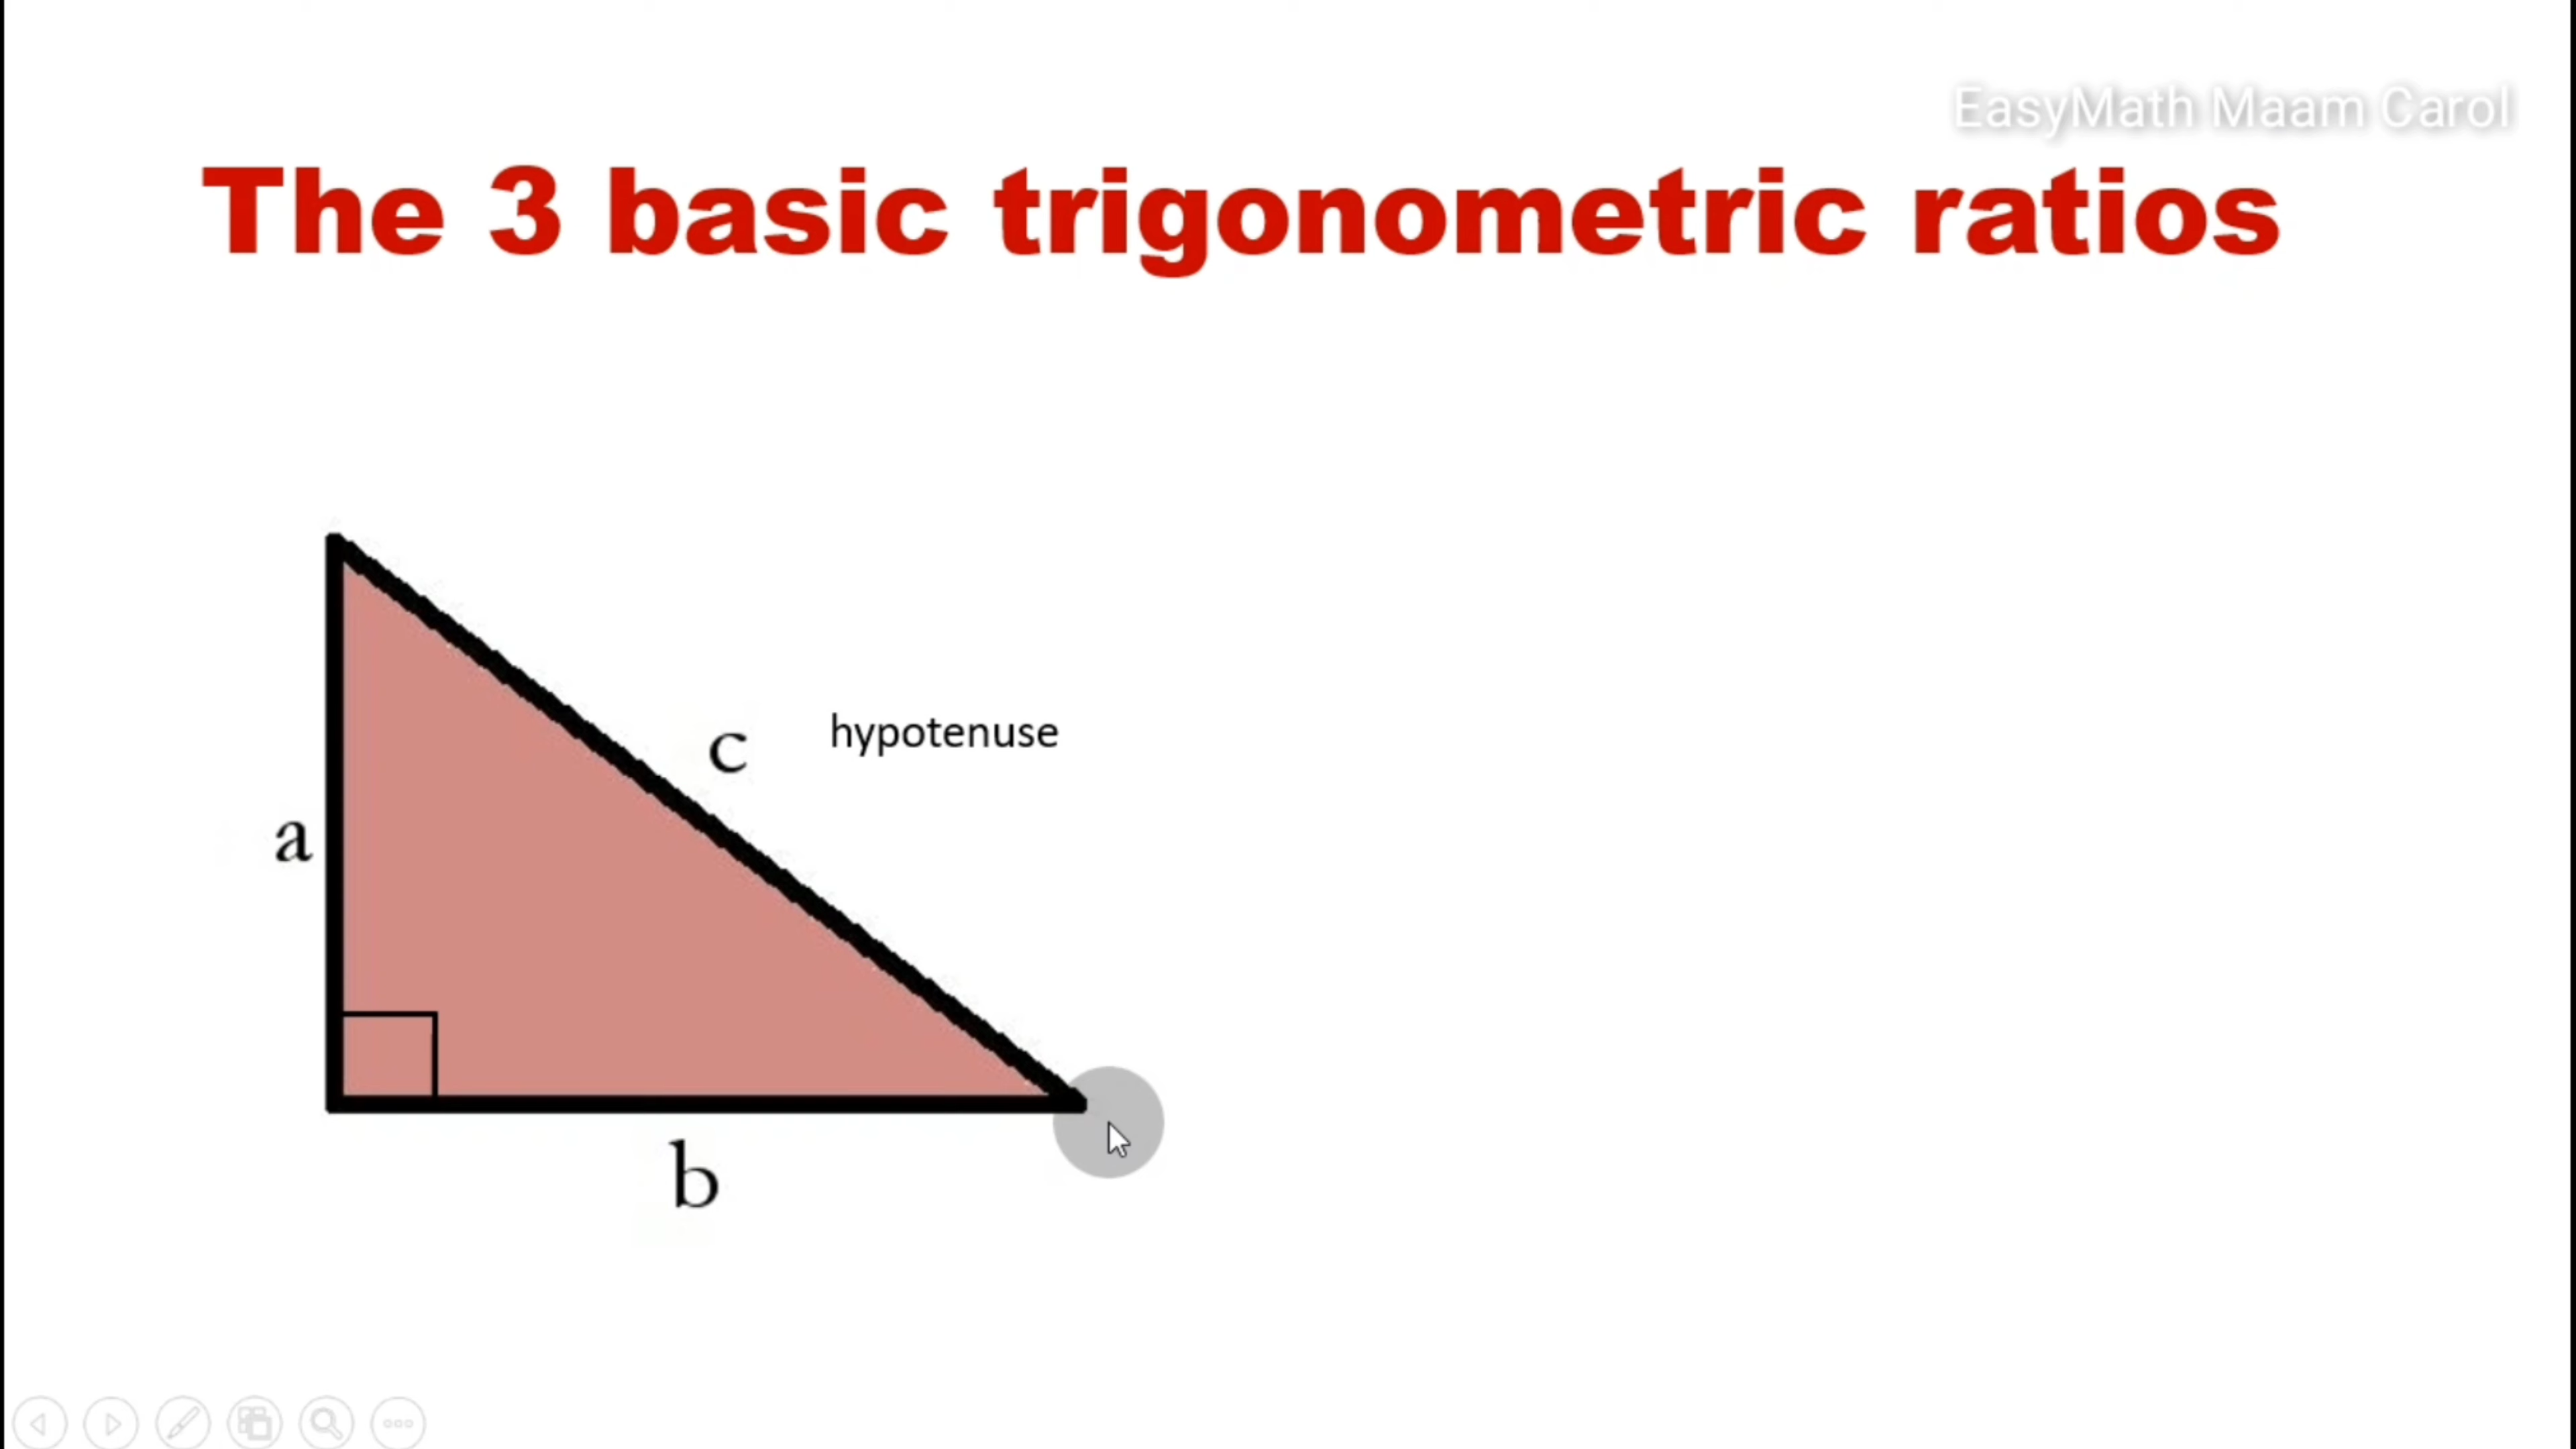 EasyMath Maam Carol
The 3 basic trigonometric ratios
c hypotenuse
a
b